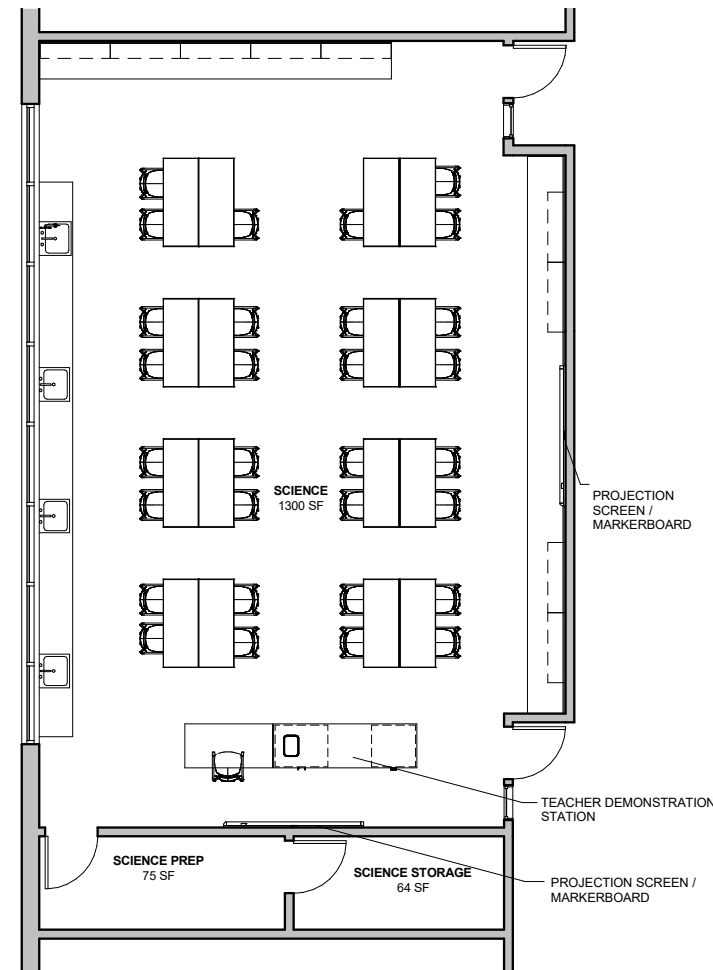 SCIENCE
1300 SF
PROJECTION
SCREEN /
MARKERBOARD
TEACHER DEMONSTRATION
STATION
SCIENCE PREP
75 SF
SCIENCE STORAGE
64 SF
PROJECTION SCREEN /
MARKERBOARD